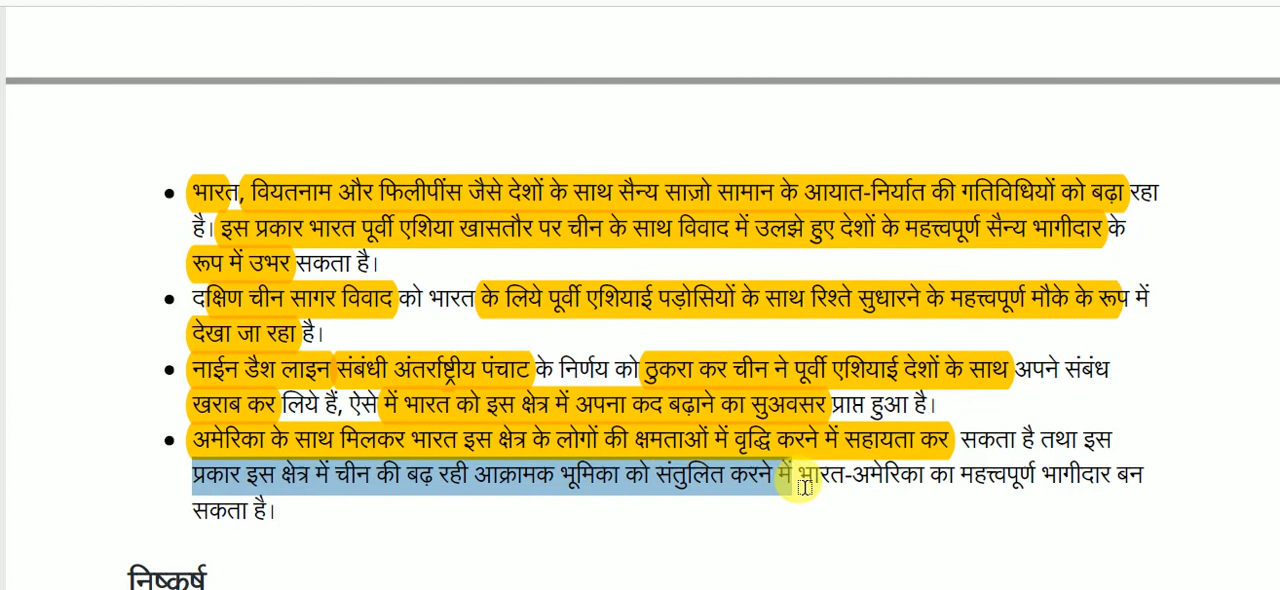 • भारत, वियतनाम और फिलीपींस जैसे देशों के साथ सैन्य साज़ो सामान के आयात-निर्यात की गतिविधियों को बढ़ा रहा
है। इस प्रकार भारत पूर्वी एशिया खासतौर पर चीन के साथ विवाद में उलझे हुए देशों के महत्त्वपूर्ण सैन्य भागीदार के
रूप में उभर सकता है।
• दक्षिण चीन सागर विवाद को भारत के लिये पूर्वी एशियाई पड़ोसियों के साथ रिश्ते सुधारने के महत्त्वपूर्ण मौके के रूप में
देखा जा रहा है।
• नाईन डैश लाइन संबंधी अंतर्राष्ट्रीय पंचाट के निर्णय को ठुकरा कर चीन ने पूर्वी एशियाई देशों के साथ अपने संबंध
खराब कर लिये हैं, ऐसे में भारत को इस क्षेत्र में अपना कद बढ़ाने का सुअवसर प्राप्त हुआ है।
• अमेरिका के साथ मिलकर भारत इस क्षेत्र के लोगों की क्षमताओं में वृद्धि करने में सहायता कर सकता है तथा इस
प्रकार इस क्षेत्र में चीन की बढ़ रही आक्रामक भूमिका को संतुलित करने में भारत-अमेरिका का महत्त्वपूर्ण भागीदार बन
सकता है।
निष्कर्ष